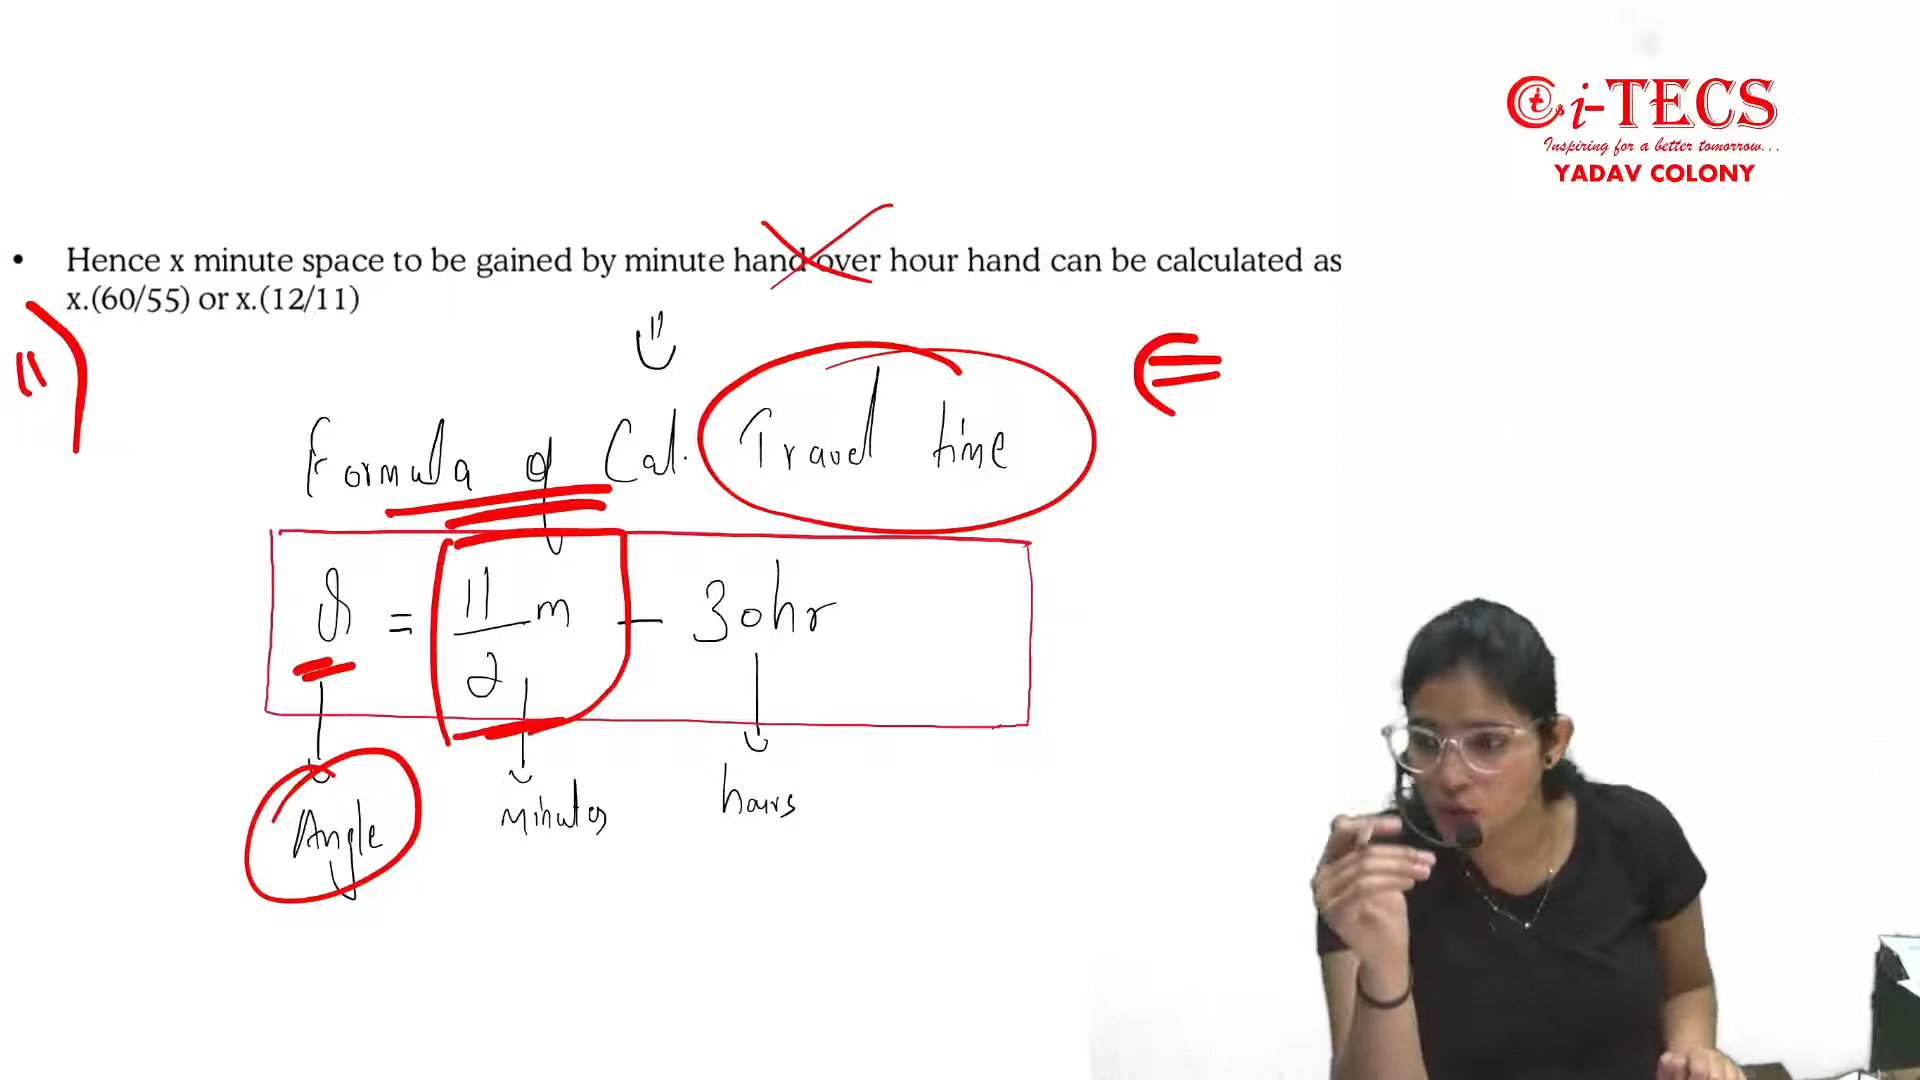 i-TECS
Inspiring for a better tomorrow...
YADAV COLONY
• Hence x minute space to be gained by minute hand over hour hand can be calculated as
x.(60/55) or x.(12/11)
Formula of Cal. Travel time
θ = 11/2 m - 30hr
Angle minutes hours